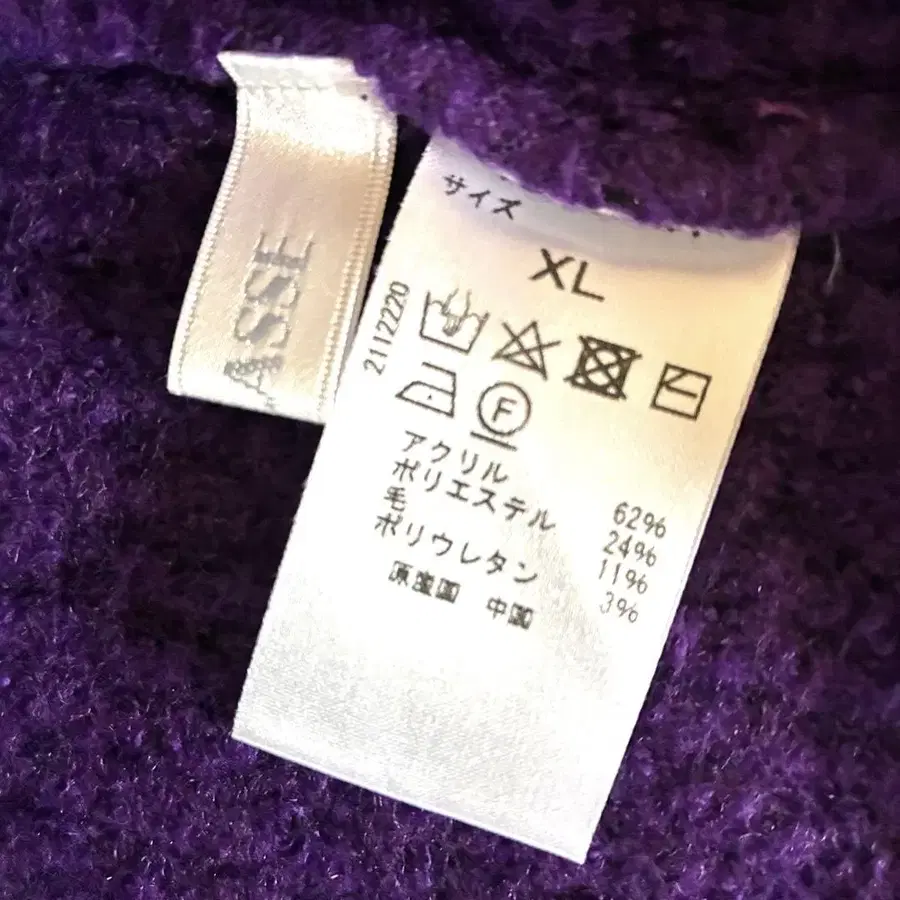 ASSE
サイズ
XL
2112220
F
アクリル 62%
ポリエステル 24%
毛 11%
ポリウレタン 3%
原産国 中国